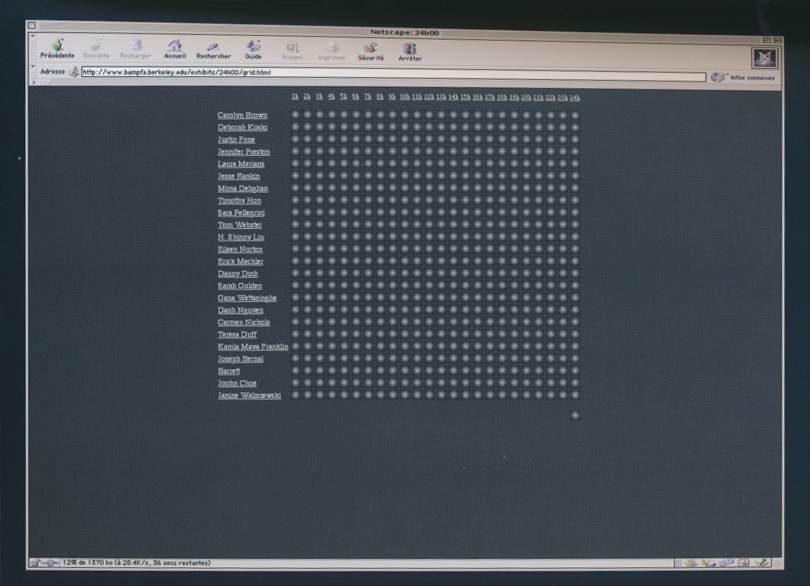 Netscape: 24h00
Précédente Suivante Recharger Accueil Rechercher Guide Images Imprimer Sécurité Arrêter
Adresse http://www.bampfa.berkeley.edu/exhibits/24h00/grid.html Infos connexes
1h 2h 3h 4h 5h 6h 7h 8h 9h 10h 11h 12h 13h 14h 15h 16h 17h 18h 19h 20h 21h 22h 23h 24h
Carolyn Brown
Deborah Koski
Justin Fone
Jennifer Preston
Laura Merians
Jesse Rankin
Mona Dehghan
Timothy Hon
Sara Pellegrini
Tom Webster
H. Shinny Liu
Eileen Norton
Erick Mechler
Danny Dinh
Sarah Golden
Gana Wettasinghe
Danh Nguyen
Carmen Nichols
Teresa Duff
Kamla Maya Franklin
Joseph Bernal
Barrett
Joohn Choe
Janine Waliszewski
12% de 1370 ko (à 28.4K/s, 36 secs restantes)